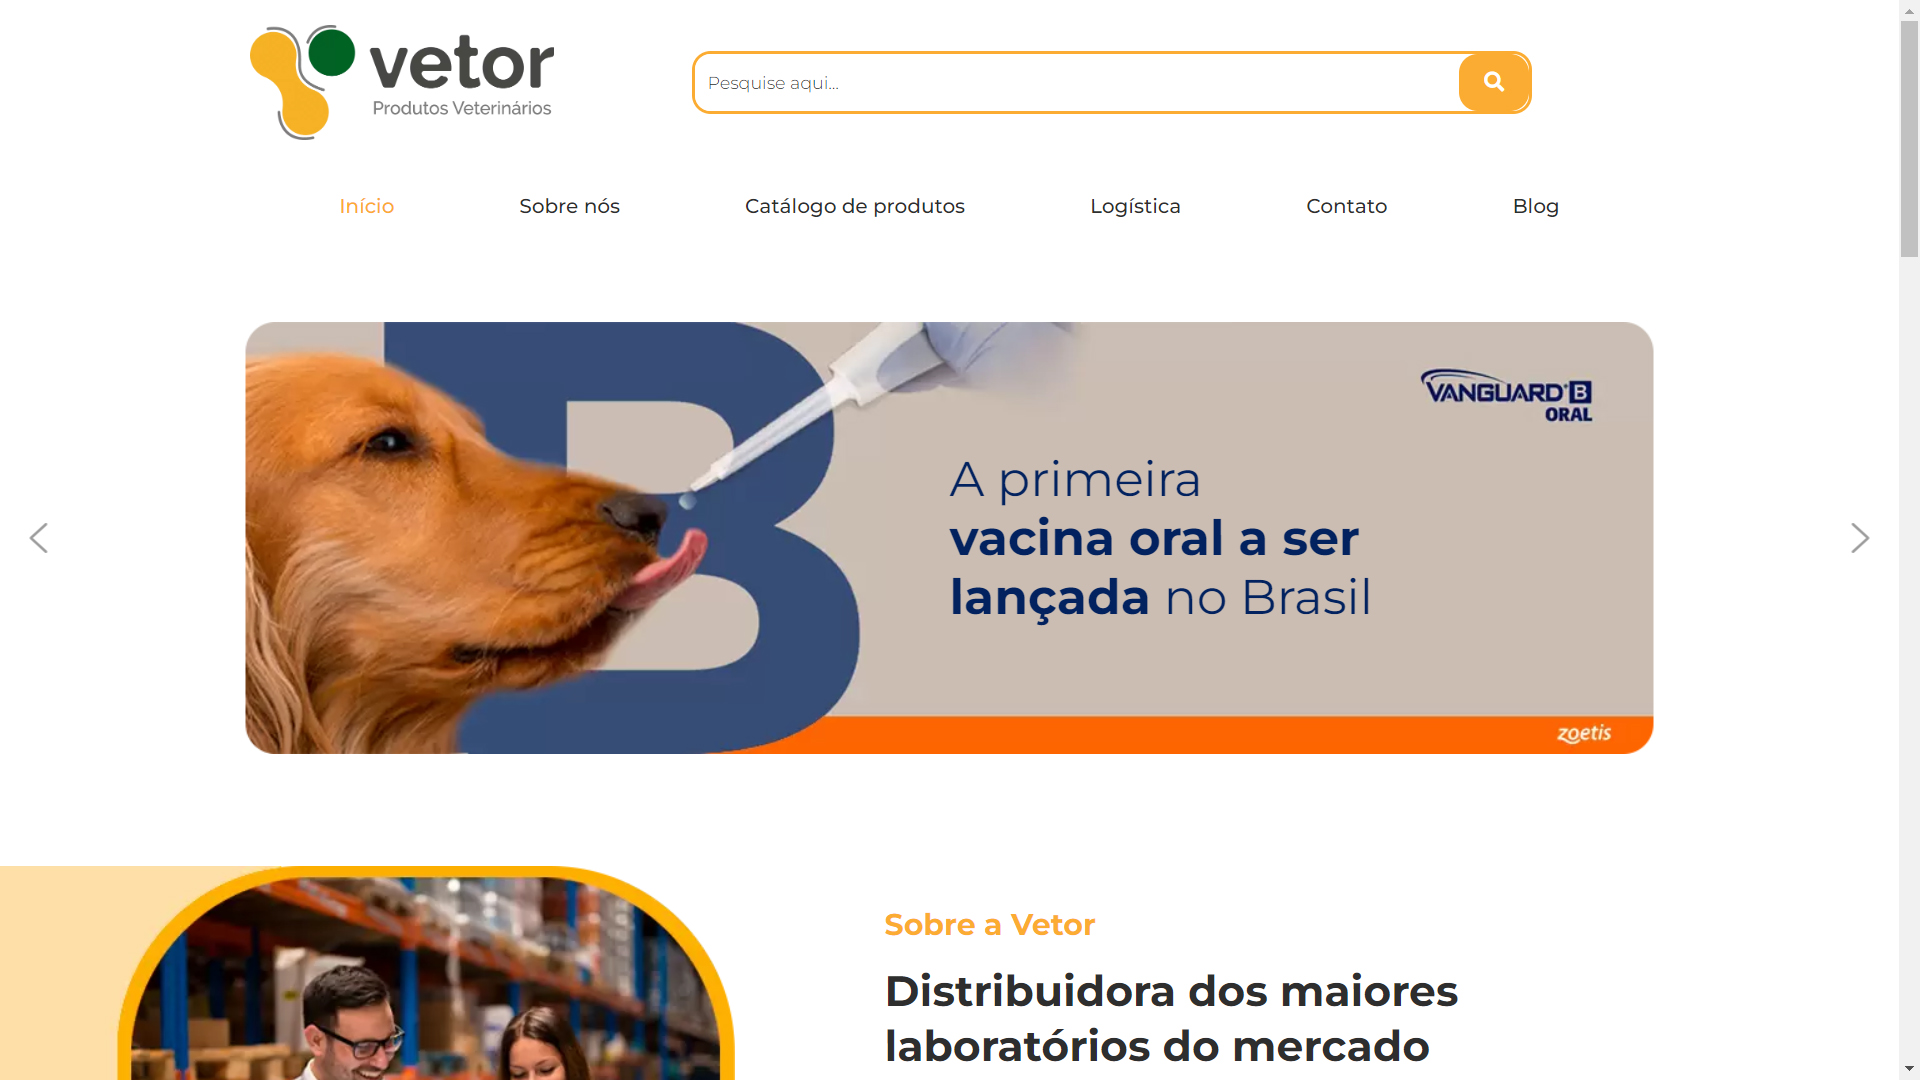 vetor
Produtos Veterinários
Pesquise aqui...
Início
Sobre nós
Catálogo de produtos
Logística
Contato
Blog
VANGUARD® B
ORAL
A primeira
vacina oral a ser
lançada no Brasil
zoetis
Sobre a Vetor
Distribuidora dos maiores
laboratórios do mercado